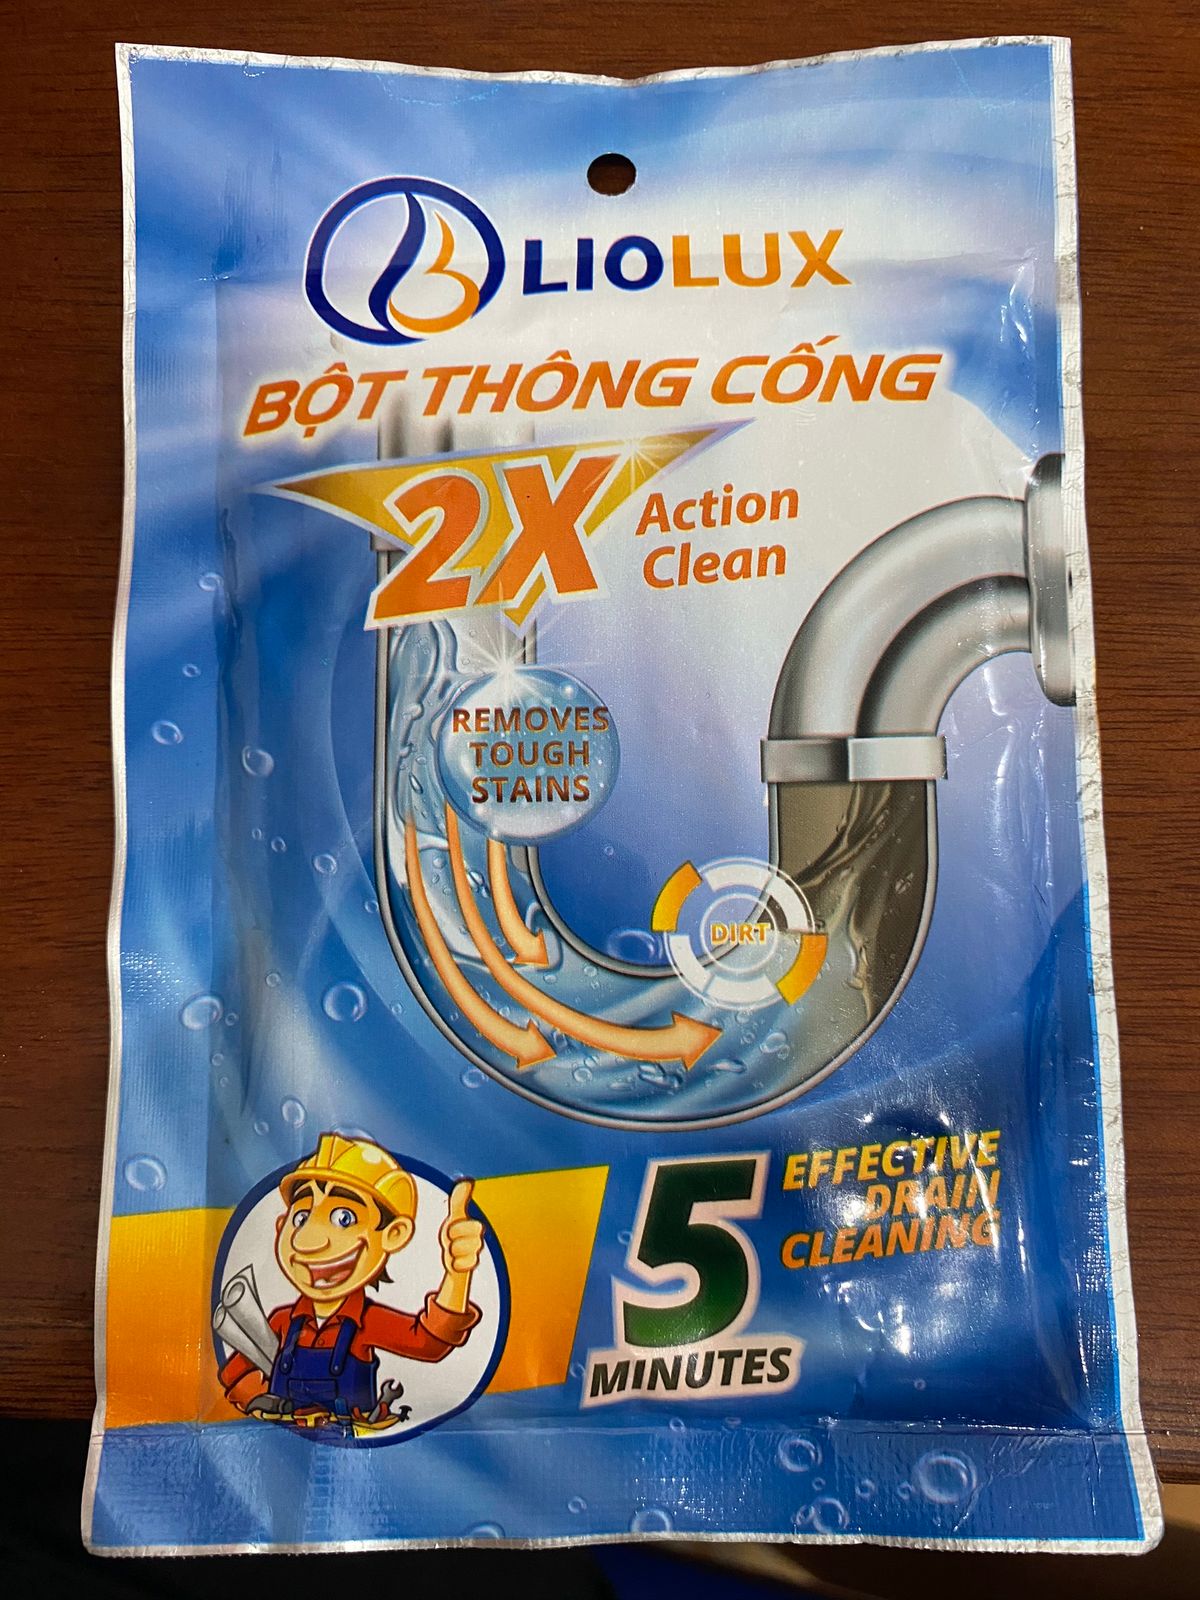 LIOLUX
BỘT THÔNG CỐNG
2X
Action
Clean
REMOVES
TOUGH
STAINS
DIRT
5
MINUTES
EFFECTIVE
DRAIN
CLEANING